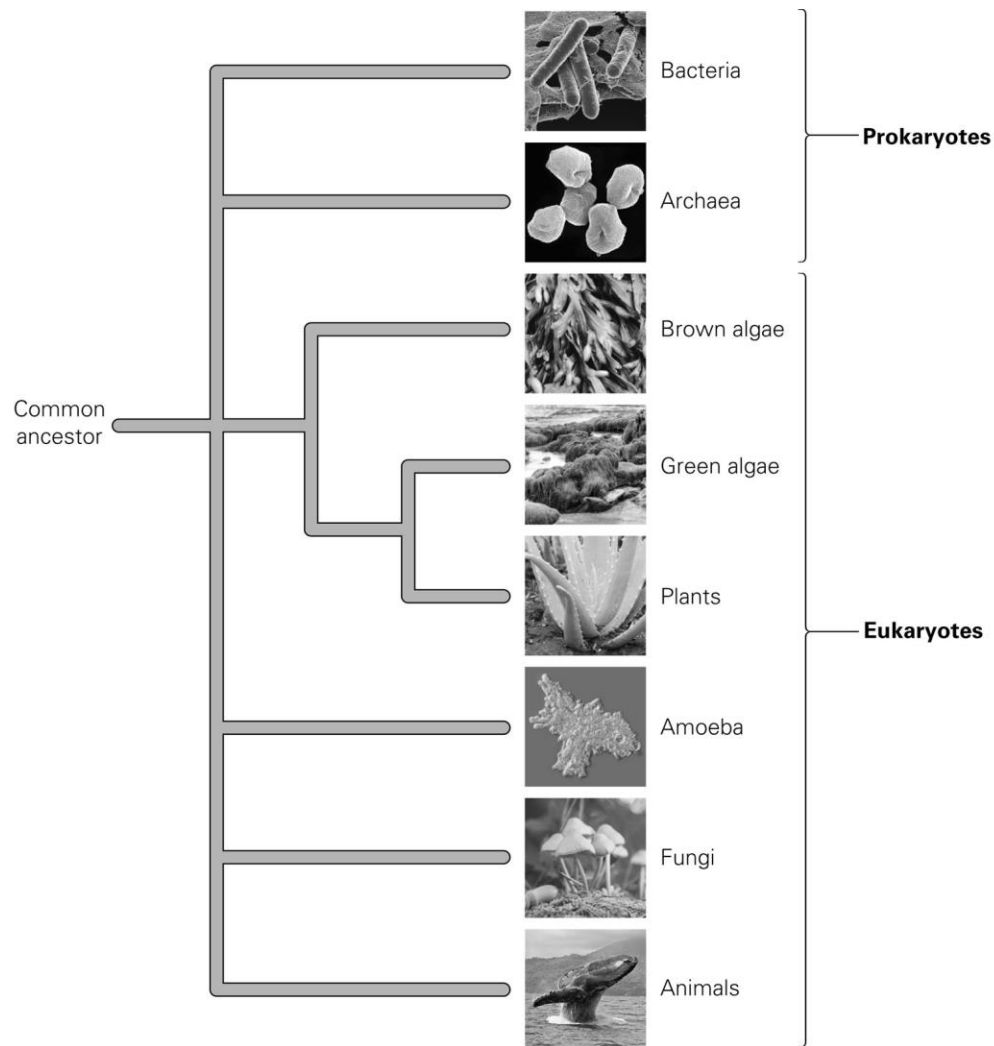 Bacteria
Prokaryotes
Archaea
Brown algae
Common
ancestor
Green algae
Plants
Eukaryotes
Amoeba
Fungi
Animals